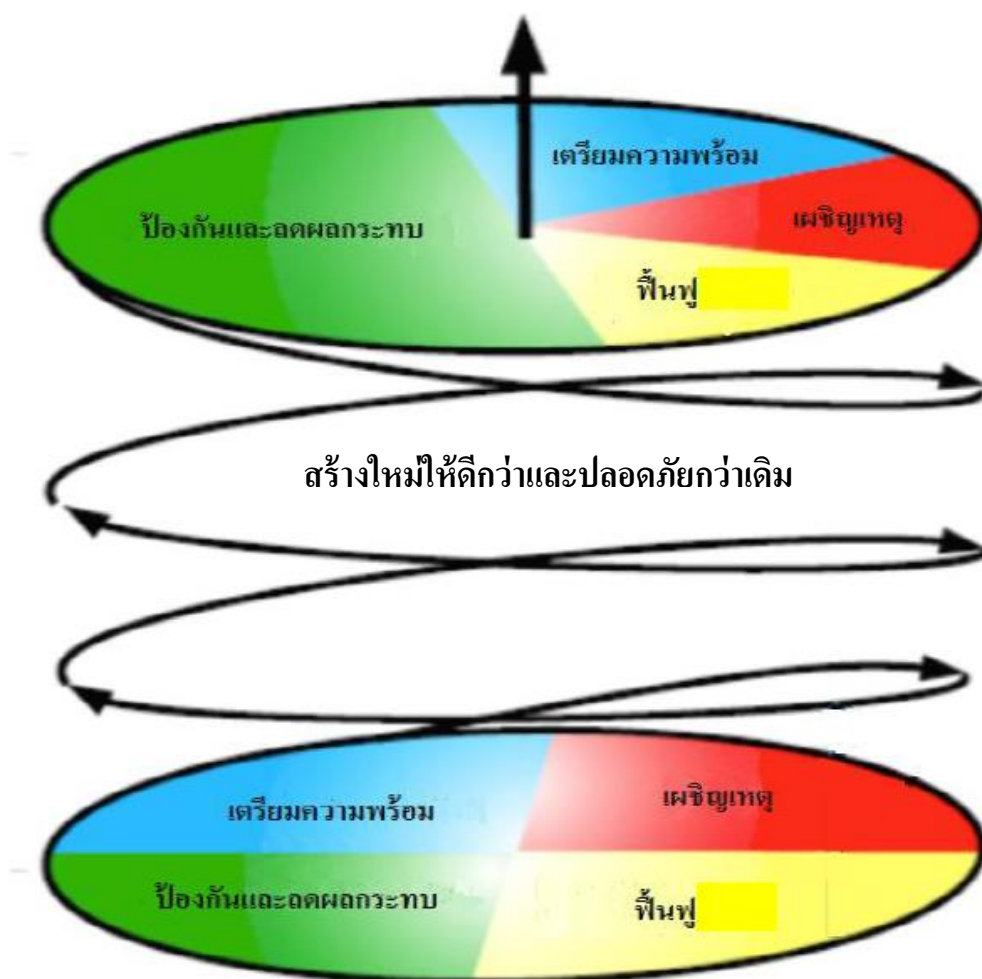 เตรียมความพร้อม
ป้องกันและลดผลกระทบ
เผชิญเหตุ
ฟื้นฟู
สร้างใหม่ให้ดีกว่าและปลอดภัยกว่าเดิม
เตรียมความพร้อม
เผชิญเหตุ
ป้องกันและลดผลกระทบ
ฟื้นฟู